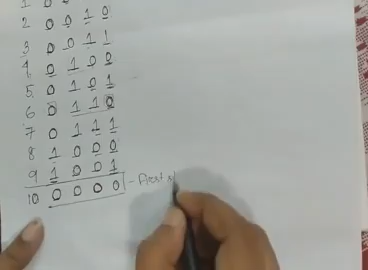 2 0 0 1 0
3 0 0 1 1
4 0 1 0 0
5 0 1 0 1
6 0 1 1 0
7 0 1 1 1
8 1 0 0 0
9 1 0 0 1
10 0 0 0 0 - First